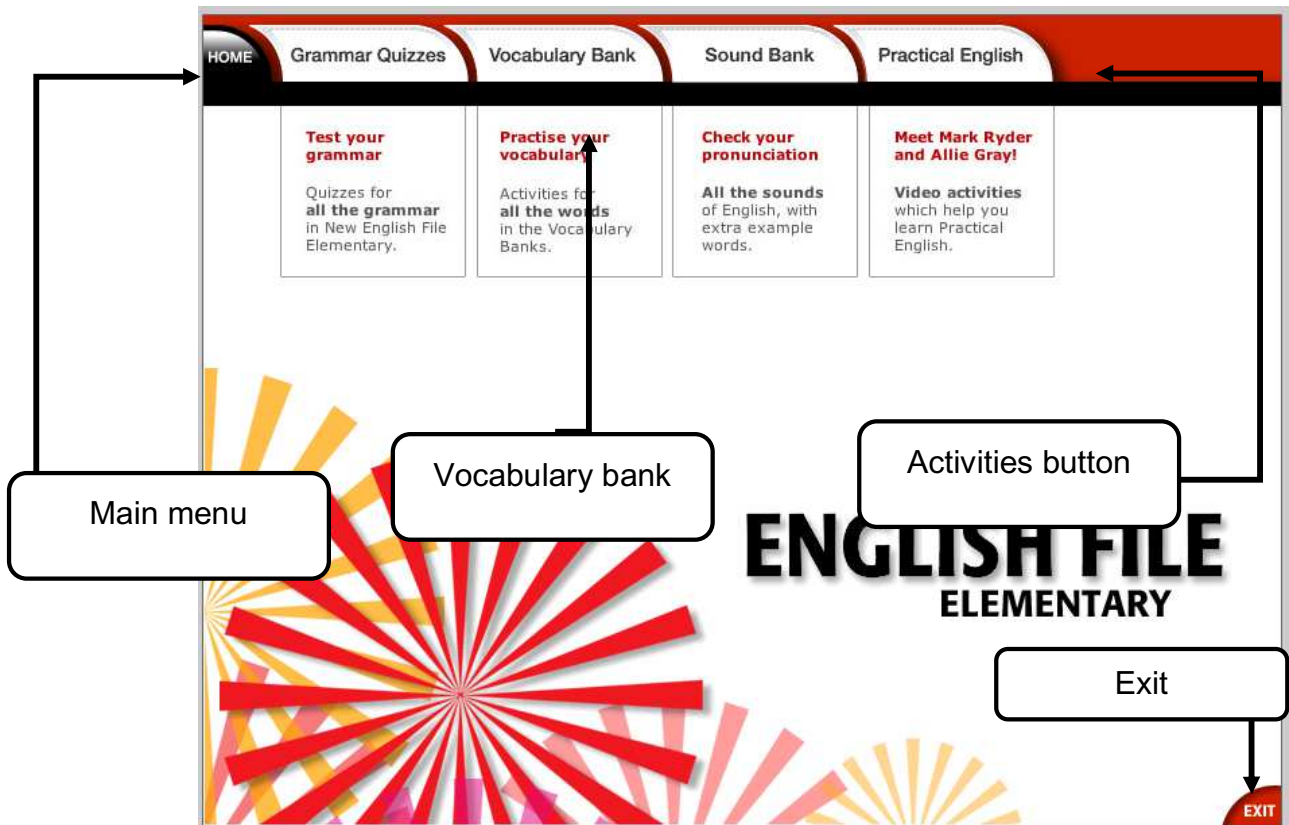 HOME
Grammar Quizzes
Vocabulary Bank
Sound Bank
Practical English
Test your
grammar
Quizzes for
all the grammar
in New English File
Elementary.
Practise your
vocabulary
Activities for
all the words
in the Vocabulary
Banks.
Check your
pronunciation
All the sounds
of English, with
extra example
words.
Meet Mark Ryder
and Allie Gray!
Video activities
which help you
learn Practical
English.
Main menu
Vocabulary bank
Activities button
ENGLISH FILE
ELEMENTARY
Exit
EXIT